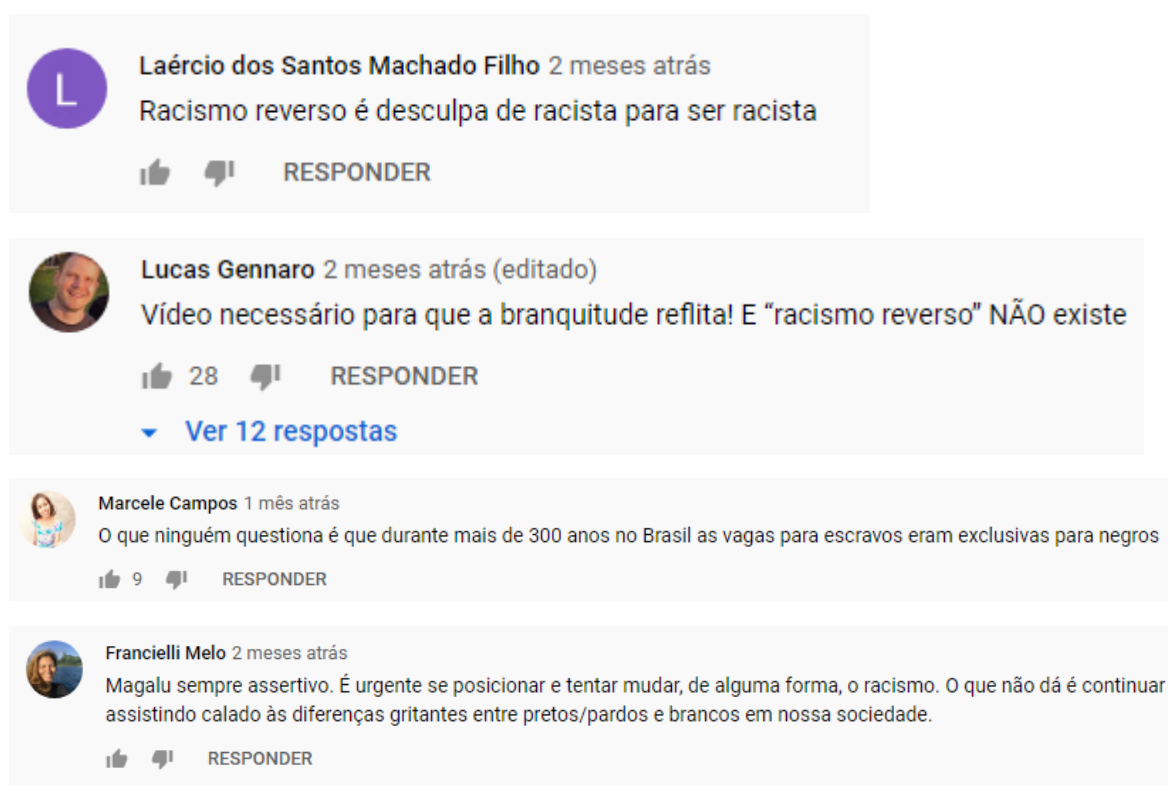 L
Laércio dos Santos Machado Filho 2 meses atrás
Racismo reverso é desculpa de racista para ser racista
RESPONDER
Lucas Gennaro 2 meses atrás (editado)
Vídeo necessário para que a branquitude reflita! E “racismo reverso” NÃO existe
28 RESPONDER
Ver 12 respostas
Marcele Campos 1 mês atrás
O que ninguém questiona é que durante mais de 300 anos no Brasil as vagas para escravos eram exclusivas para negros
9 RESPONDER
Francielli Melo 2 meses atrás
Magalu sempre assertivo. É urgente se posicionar e tentar mudar, de alguma forma, o racismo. O que não dá é continuar
assistindo calado às diferenças gritantes entre pretos/pardos e brancos em nossa sociedade.
RESPONDER